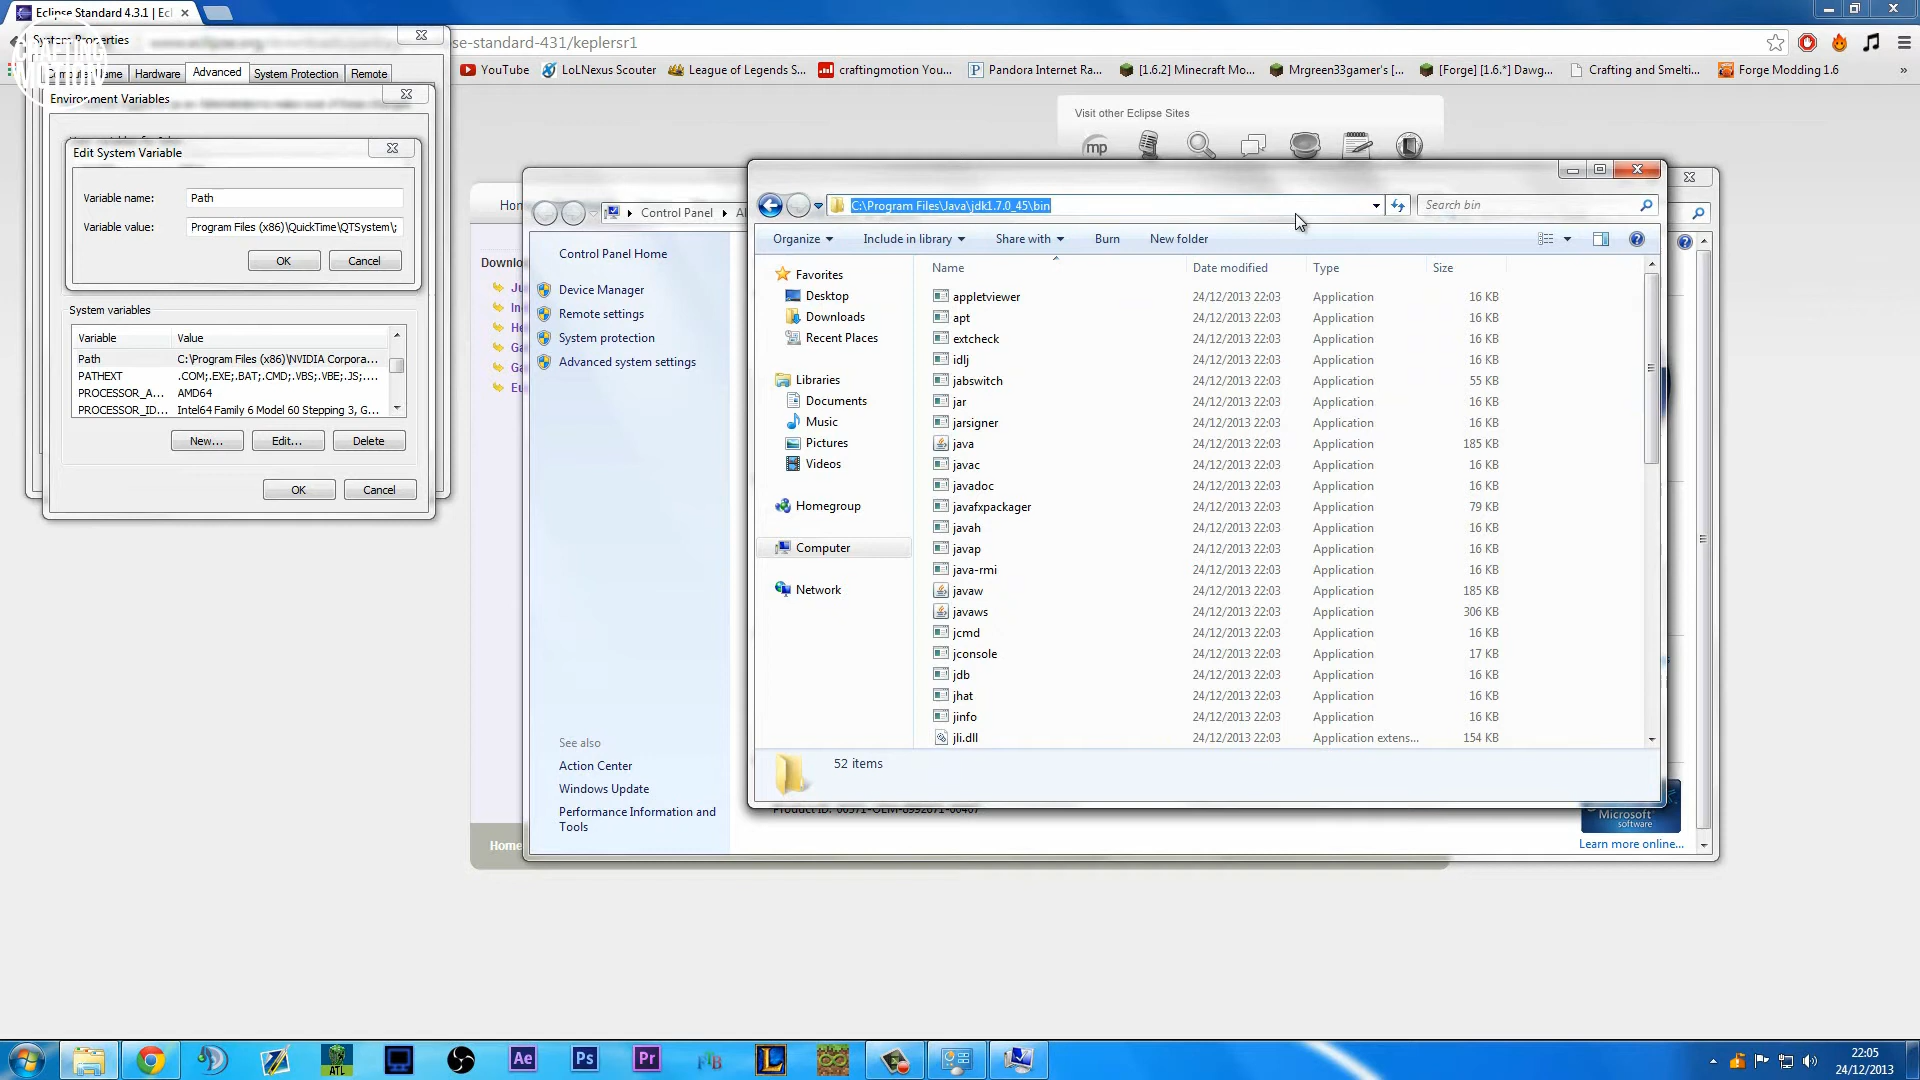 Eclipse Standard 4.3.1 | Ecl
System Properties
se-standard-431/keplersr1
CRAFTING
MOTION
Hardware
Advanced
System Protection
Remote
YouTube
LoLNexus Scouter
League of Legends S...
craftingmotion You...
Pandora Internet Ra...
[1.6.2] Minecraft Mo...
Mrgreen33gamer's [...
[Forge] [1.6.*] Dawg...
Crafting and Smelti...
Forge Modding 1.6
»
Environment Variables
Visit other Eclipse Sites
mp
Edit System Variable
Variable name:
Path
Variable value:
Program Files (x86)\QuickTime\QTSystem\;
OK
Cancel
System variables
Variable
Value
Path
C:\Program Files (x86)\NVIDIA Corpora...
PATHEXT
.COM;.EXE;.BAT;.CMD;.VBS;.VBE;.JS;....
PROCESSOR_A...
AMD64
PROCESSOR_ID...
Intel64 Family 6 Model 60 Stepping 3, G...
New...
Edit...
Delete
OK
Cancel
Control Panel
Control Panel Home
Device Manager
Remote settings
System protection
Advanced system settings
See also
Action Center
Windows Update
Performance Information and
Tools
Home
C:\Program Files\Java\jdk1.7.0_45\bin
Search bin
Organize
Include in library
Share with
Burn
New folder
Favorites
Desktop
Downloads
Recent Places
Libraries
Documents
Music
Pictures
Videos
Homegroup
Computer
Network
Name Date modified Type Size
appletviewer 24/12/2013 22:03 Application 16 KB
apt 24/12/2013 22:03 Application 16 KB
extcheck 24/12/2013 22:03 Application 16 KB
idlj 24/12/2013 22:03 Application 16 KB
jabswitch 24/12/2013 22:03 Application 55 KB
jar 24/12/2013 22:03 Application 16 KB
jarsigner 24/12/2013 22:03 Application 16 KB
java 24/12/2013 22:03 Application 185 KB
javac 24/12/2013 22:03 Application 16 KB
javadoc 24/12/2013 22:03 Application 16 KB
javafxpackager 24/12/2013 22:03 Application 79 KB
javah 24/12/2013 22:03 Application 16 KB
javap 24/12/2013 22:03 Application 16 KB
java-rmi 24/12/2013 22:03 Application 16 KB
javaw 24/12/2013 22:03 Application 185 KB
javaws 24/12/2013 22:03 Application 306 KB
jcmd 24/12/2013 22:03 Application 16 KB
jconsole 24/12/2013 22:03 Application 17 KB
jdb 24/12/2013 22:03 Application 16 KB
jhat 24/12/2013 22:03 Application 16 KB
jinfo 24/12/2013 22:03 Application 16 KB
jli.dll 24/12/2013 22:03 Application extens... 154 KB
52 items
Microsoft
software
Learn more online...
ATL
Ae
Ps
Pr
FTB
L
22:05
24/12/2013